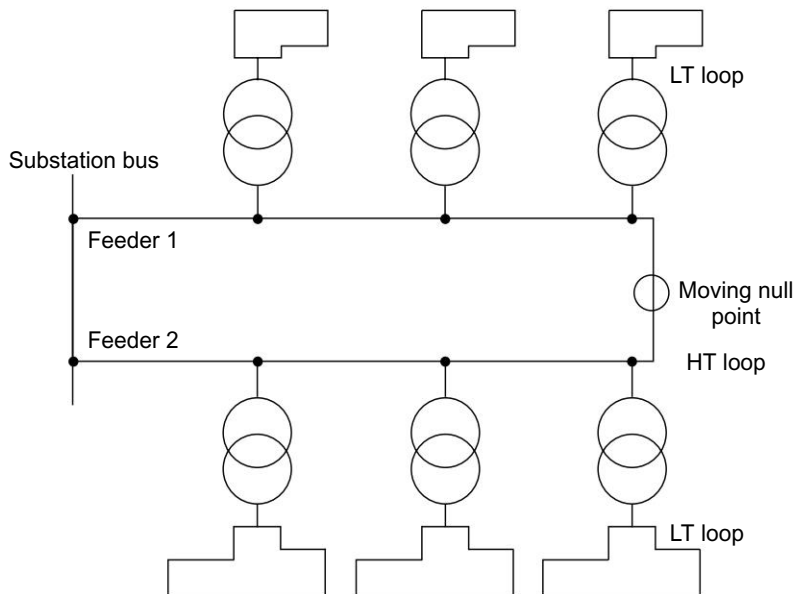 LT loop
Substation bus
Feeder 1
Moving null
point
Feeder 2
HT loop
LT loop